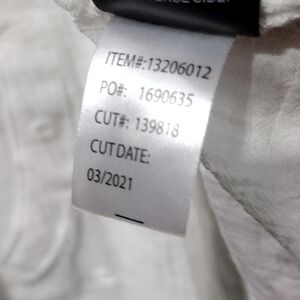 ITEM#:13206012
PO#: 1690635
CUT#: 139818
CUT DATE:
03/2021